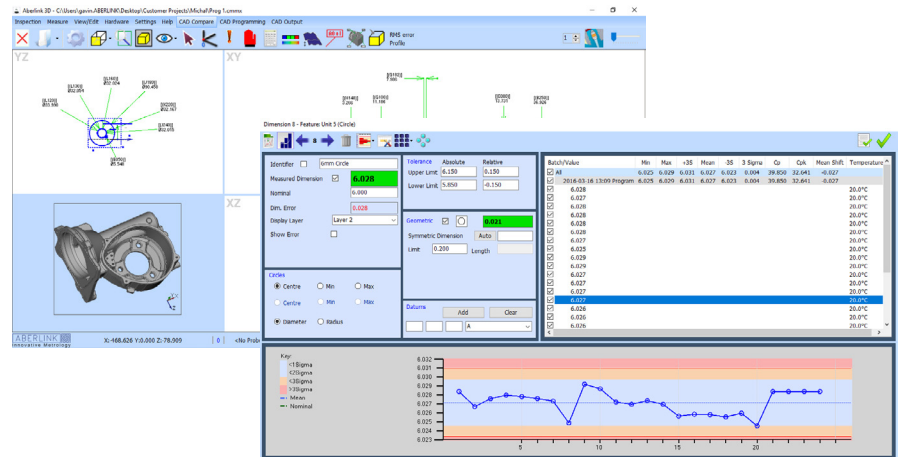 Aberlink 3D - C:\Users\gavin.ABERLINK\Desktop\Customer Projects\Michal\Prog 1.cmmx
Inspection Measure View/Edit Hardware Settings Help CAD Compare CAD Programming CAD Output
RMS error
Profile
1
YZ
XY
XZ
ABERLINK
Innovative Metrology
X: -468.626 Y:0.000 Z: -78.909
0
Dimension 8 - Feature: Unit 5 (Circle)
8
Identifier
6mm Circle
Measured Dimension
6.028
Nominal
6.000
Dim. Error
0.028
Display Layer
Layer 2
Show Error
Circles
Centre Min Max
Centre Min Max
Diameter Radius
Tolerance Absolute Relative
Upper Limit 6.150 0.150
Lower Limit 5.850 -0.150
Geometric
0.021
Symmetric Dimension Auto
Limit 0.200 Length
Datums
Add Clear
A
Batch/Value Min Max +3S Mean -3S 3 Sigma Cp Cpk Mean Shift Temperature
All 6.025 6.029 6.031 6.027 6.023 0.004 39.850 32.641 -0.027
2016-03-16 13:09 Program 6.025 6.029 6.031 6.027 6.023 0.004 39.850 32.641 -0.027
6.028 20.0°C
6.027 20.0°C
6.028 20.0°C
6.028 20.0°C
6.028 20.0°C
6.028 20.0°C
6.027 20.0°C
6.025 20.0°C
6.029 20.0°C
6.029 20.0°C
6.027 20.0°C
6.027 20.0°C
6.027 20.0°C
6.027 20.0°C
6.026 20.0°C
6.026 20.0°C
6.026 20.0°C
Key
<1Sigma
<2Sigma
<3Sigma
>3Sigma
Mean
Nominal
6.032
6.031
6.030
6.029
6.028
6.027
6.026
6.025
6.024
6.023
5 10 15 20